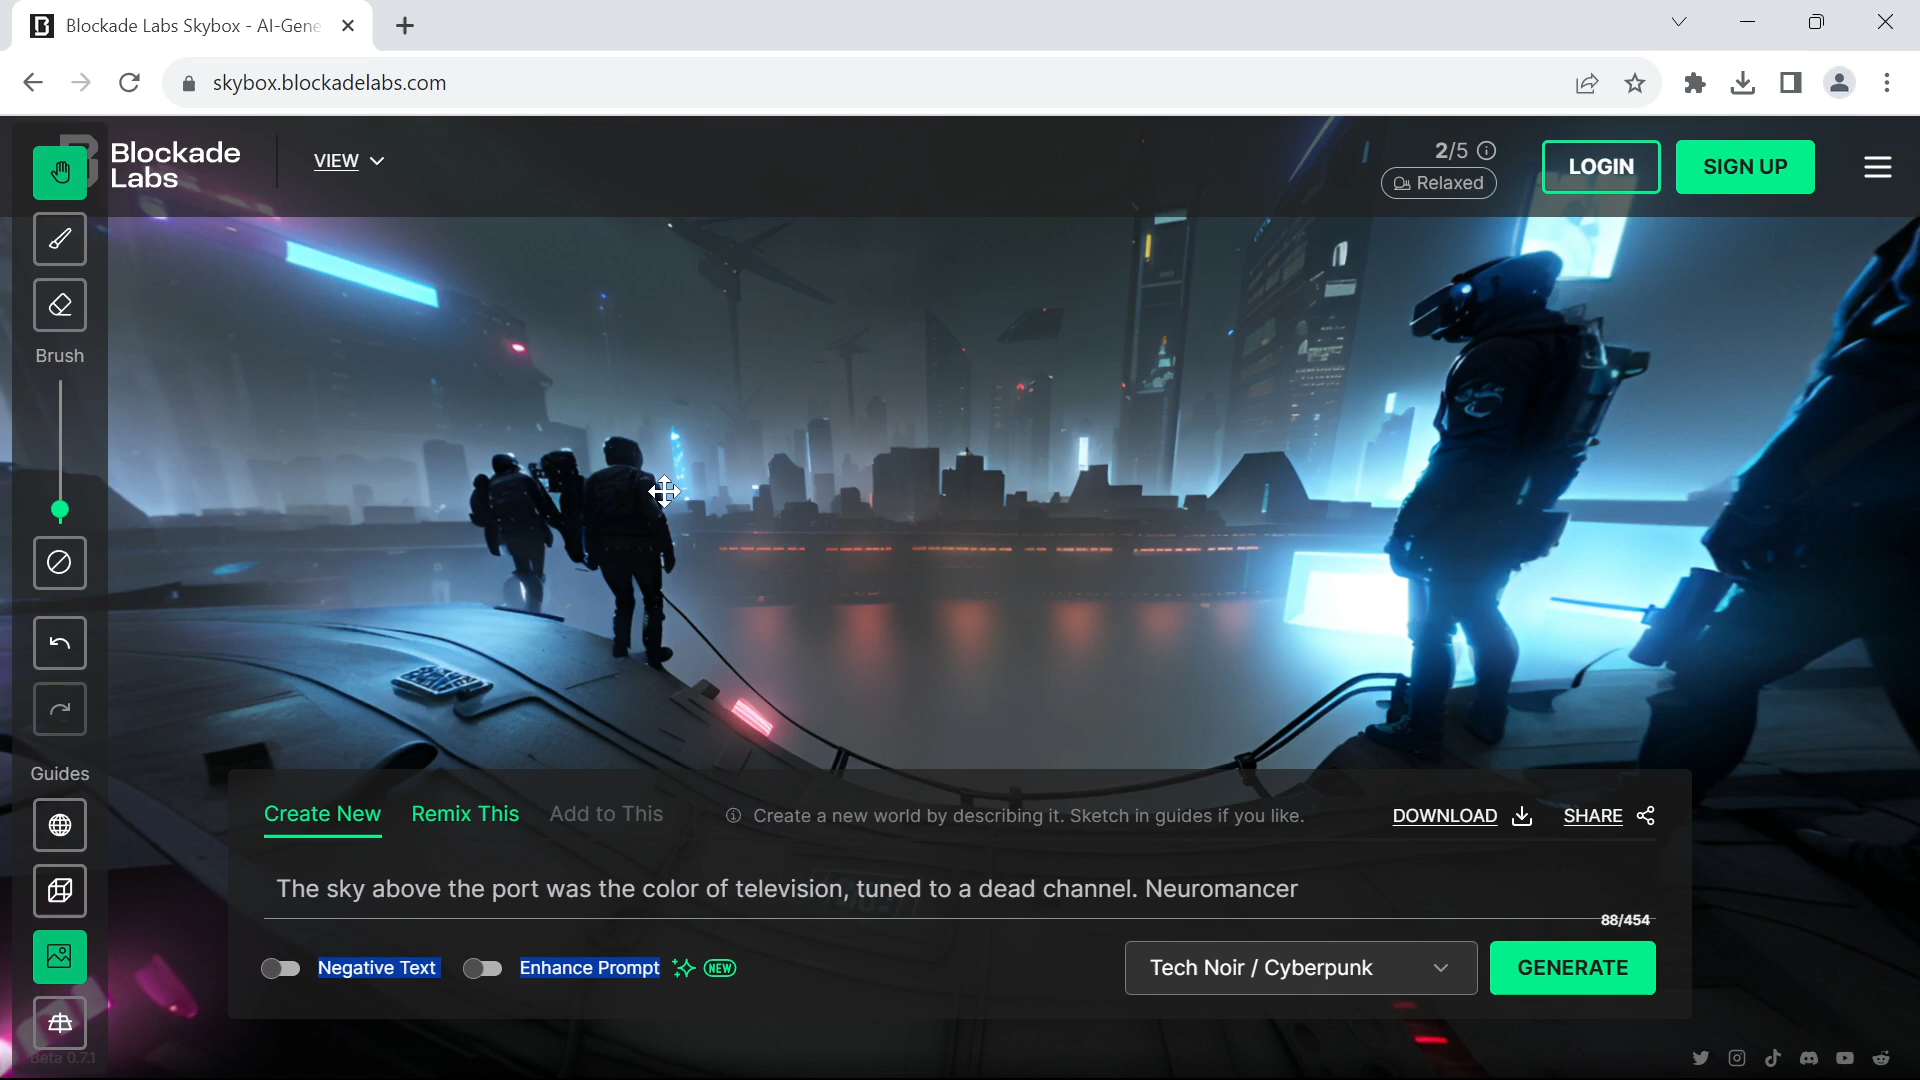 Blockade Labs Skybox - AI-Gene
skybox.blockadelabs.com
Blockade
Labs
VIEW
2/5
Relaxed
LOGIN
SIGN UP
Brush
Guides
Create New
Remix This
Add to This
Create a new world by describing it. Sketch in guides if you like.
DOWNLOAD
SHARE
The sky above the port was the color of television, tuned to a dead channel. Neuromancer
88/454
Negative Text
Enhance Prompt
NEW
Tech Noir / Cyberpunk
GENERATE
Beta 0.7.1